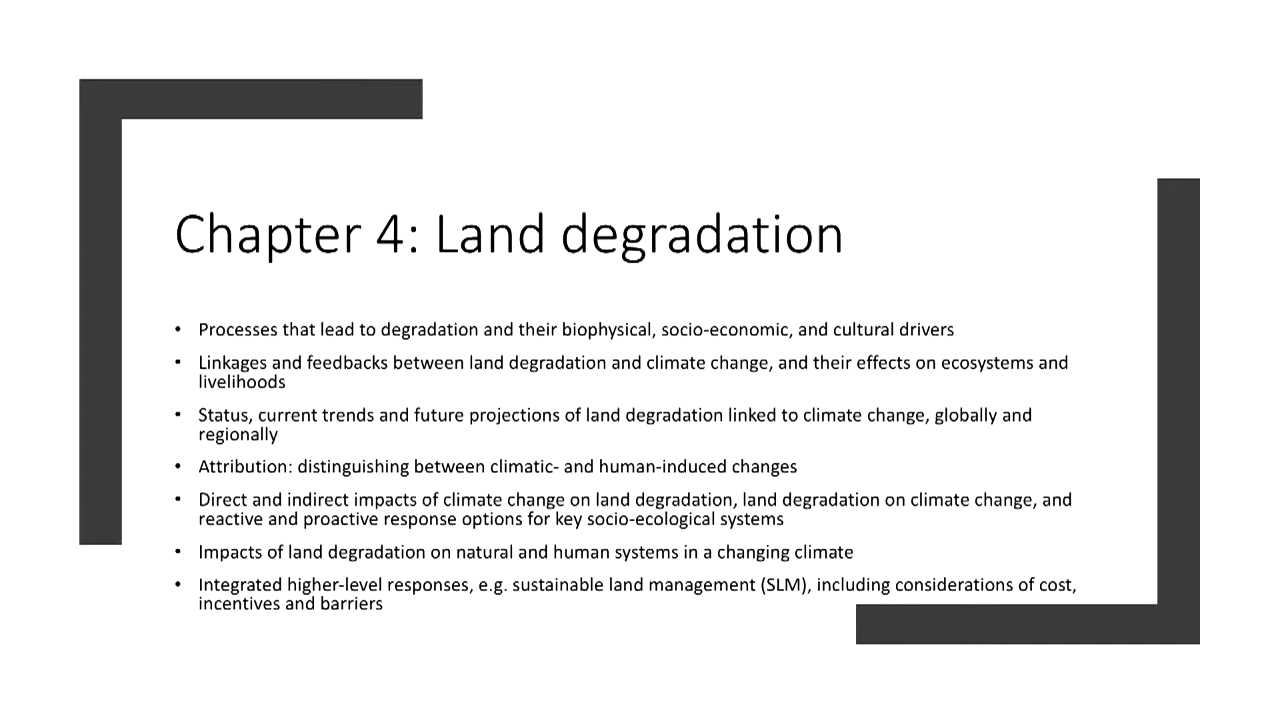 Chapter 4: Land degradation
• Processes that lead to degradation and their biophysical, socio-economic, and cultural drivers
• Linkages and feedbacks between land degradation and climate change, and their effects on ecosystems and
livelihoods
• Status, current trends and future projections of land degradation linked to climate change, globally and
regionally
• Attribution: distinguishing between climatic- and human-induced changes
• Direct and indirect impacts of climate change on land degradation, land degradation on climate change, and
reactive and proactive response options for key socio-ecological systems
• Impacts of land degradation on natural and human systems in a changing climate
• Integrated higher-level responses, e.g. sustainable land management (SLM), including considerations of cost,
incentives and barriers